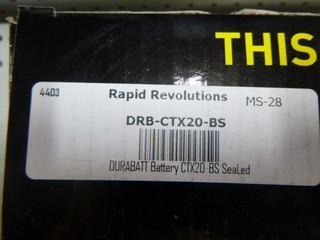 THIS
4403
Rapid Revolutions
MS-28
DRB-CTX20-BS
DURABATT Battery CTX20-BS Sealed